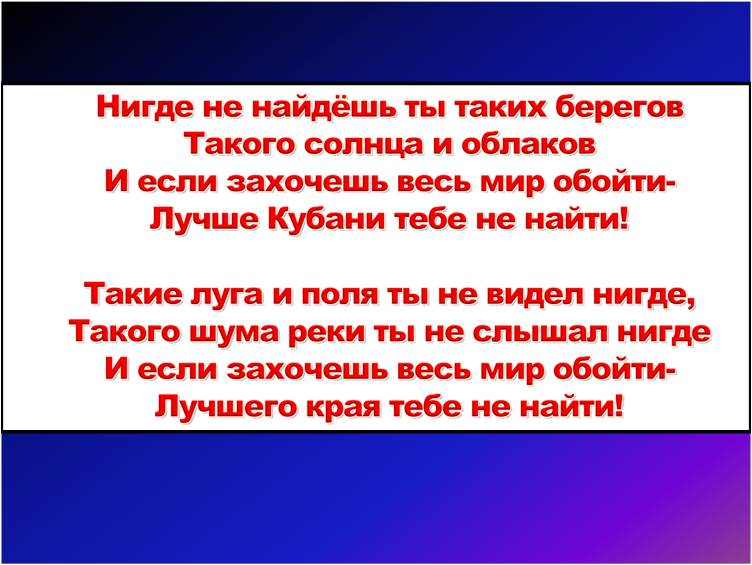 Нигде не найдёшь ты таких берегов
Такого солнца и облаков
И если захочешь весь мир обойти-
Лучше Кубани тебе не найти!
Такие луга и поля ты не видел нигде,
Такого шума реки ты не слышал нигде
И если захочешь весь мир обойти-
Лучшего края тебе не найти!